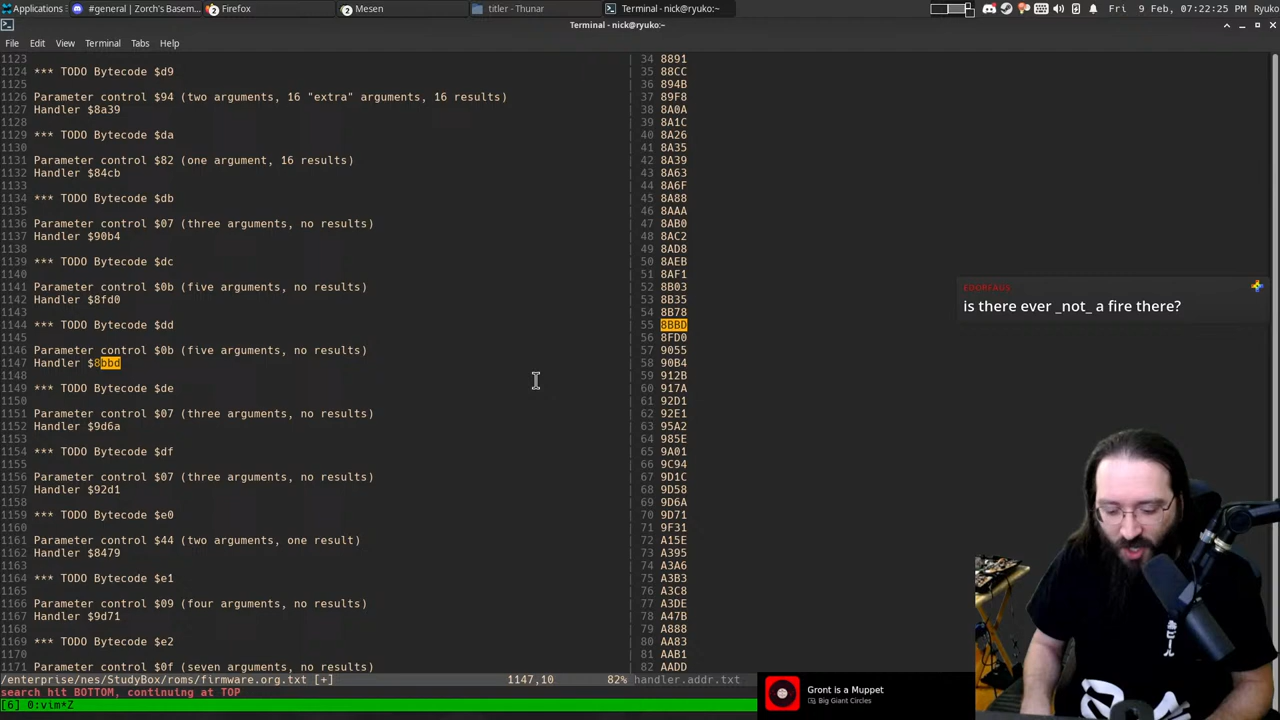 Applications
#general | Zorch's Basem...
2 Firefox
2 Mesen
titler - Thunar
Terminal - nick@ryuko:~
Fri 9 Feb, 07:22:25 PM Ryuko
Terminal - nick@ryuko:~
File Edit View Terminal Tabs Help
1123
1124 *** TODO Bytecode $d9
1125
1126 Parameter control $94 (two arguments, 16 "extra" arguments, 16 results)
1127 Handler $8a39
1128
1129 *** TODO Bytecode $da
1130
1131 Parameter control $82 (one argument, 16 results)
1132 Handler $84cb
1133
1134 *** TODO Bytecode $db
1135
1136 Parameter control $07 (three arguments, no results)
1137 Handler $90b4
1138
1139 *** TODO Bytecode $dc
1140
1141 Parameter control $0b (five arguments, no results)
1142 Handler $8fd0
1143
1144 *** TODO Bytecode $dd
1145
1146 Parameter control $0b (five arguments, no results)
1147 Handler $8bbd
1148
1149 *** TODO Bytecode $de
1150
1151 Parameter control $07 (three arguments, no results)
1152 Handler $9d6a
1153
1154 *** TODO Bytecode $df
1155
1156 Parameter control $07 (three arguments, no results)
1157 Handler $92d1
1158
1159 *** TODO Bytecode $e0
1160
1161 Parameter control $44 (two arguments, one result)
1162 Handler $8479
1163
1164 *** TODO Bytecode $e1
1165
1166 Parameter control $09 (four arguments, no results)
1167 Handler $9d71
1168
1169 *** TODO Bytecode $e2
1170
1171 Parameter control $0f (seven arguments, no results)
/enterprise/nes/StudyBox/roms/firmware.org.txt [+] 1147,10 82%
34 8891
35 88CC
36 894B
37 89F8
38 8A0A
39 8A1C
40 8A26
41 8A35
42 8A39
43 8A63
44 8A6F
45 8A88
46 8AAA
47 8AB0
48 8AC2
49 8AD8
50 8AEB
51 8AF1
52 8B03
53 8B35
54 8B78
55 8BBD
56 8FD0
57 9055
58 90B4
59 912B
60 917A
61 92D1
62 92E1
63 95A2
64 985E
65 9A01
66 9C94
67 9D1C
68 9D58
69 9D6A
70 9D71
71 9F31
72 A15E
73 A395
74 A3A6
75 A3B3
76 A3C8
77 A3DE
78 A47B
79 A888
80 AA83
81 AAB1
82 AADD
handler.addr.txt
search hit BOTTOM, continuing at TOP
[6] 0:vim*Z
EDORFAUS
is there ever _not_ a fire there?
Gront is a Muppet
Big Giant Circles